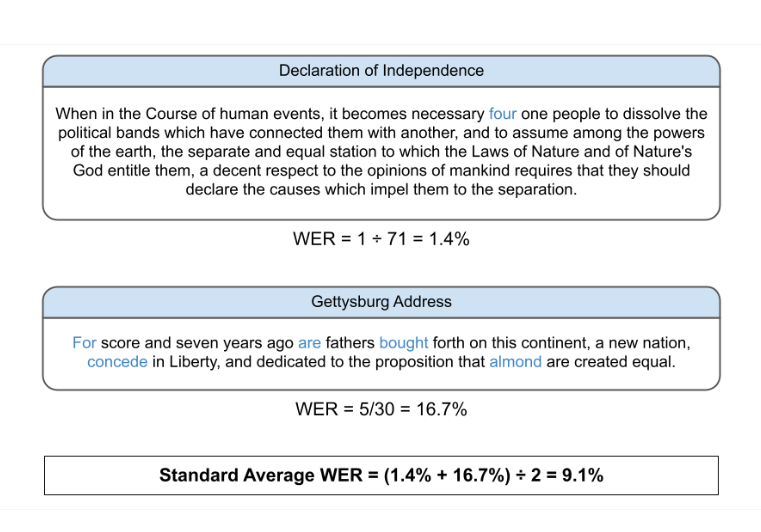 Declaration of Independence
When in the Course of human events, it becomes necessary four one people to dissolve the
political bands which have connected them with another, and to assume among the powers
of the earth, the separate and equal station to which the Laws of Nature and of Nature's
God entitle them, a decent respect to the opinions of mankind requires that they should
declare the causes which impel them to the separation.
WER = 1 ÷ 71 = 1.4%
Gettysburg Address
For score and seven years ago are fathers bought forth on this continent, a new nation,
concede in Liberty, and dedicated to the proposition that almond are created equal.
WER = 5/30 = 16.7%
Standard Average WER = (1.4% + 16.7%) ÷ 2 = 9.1%